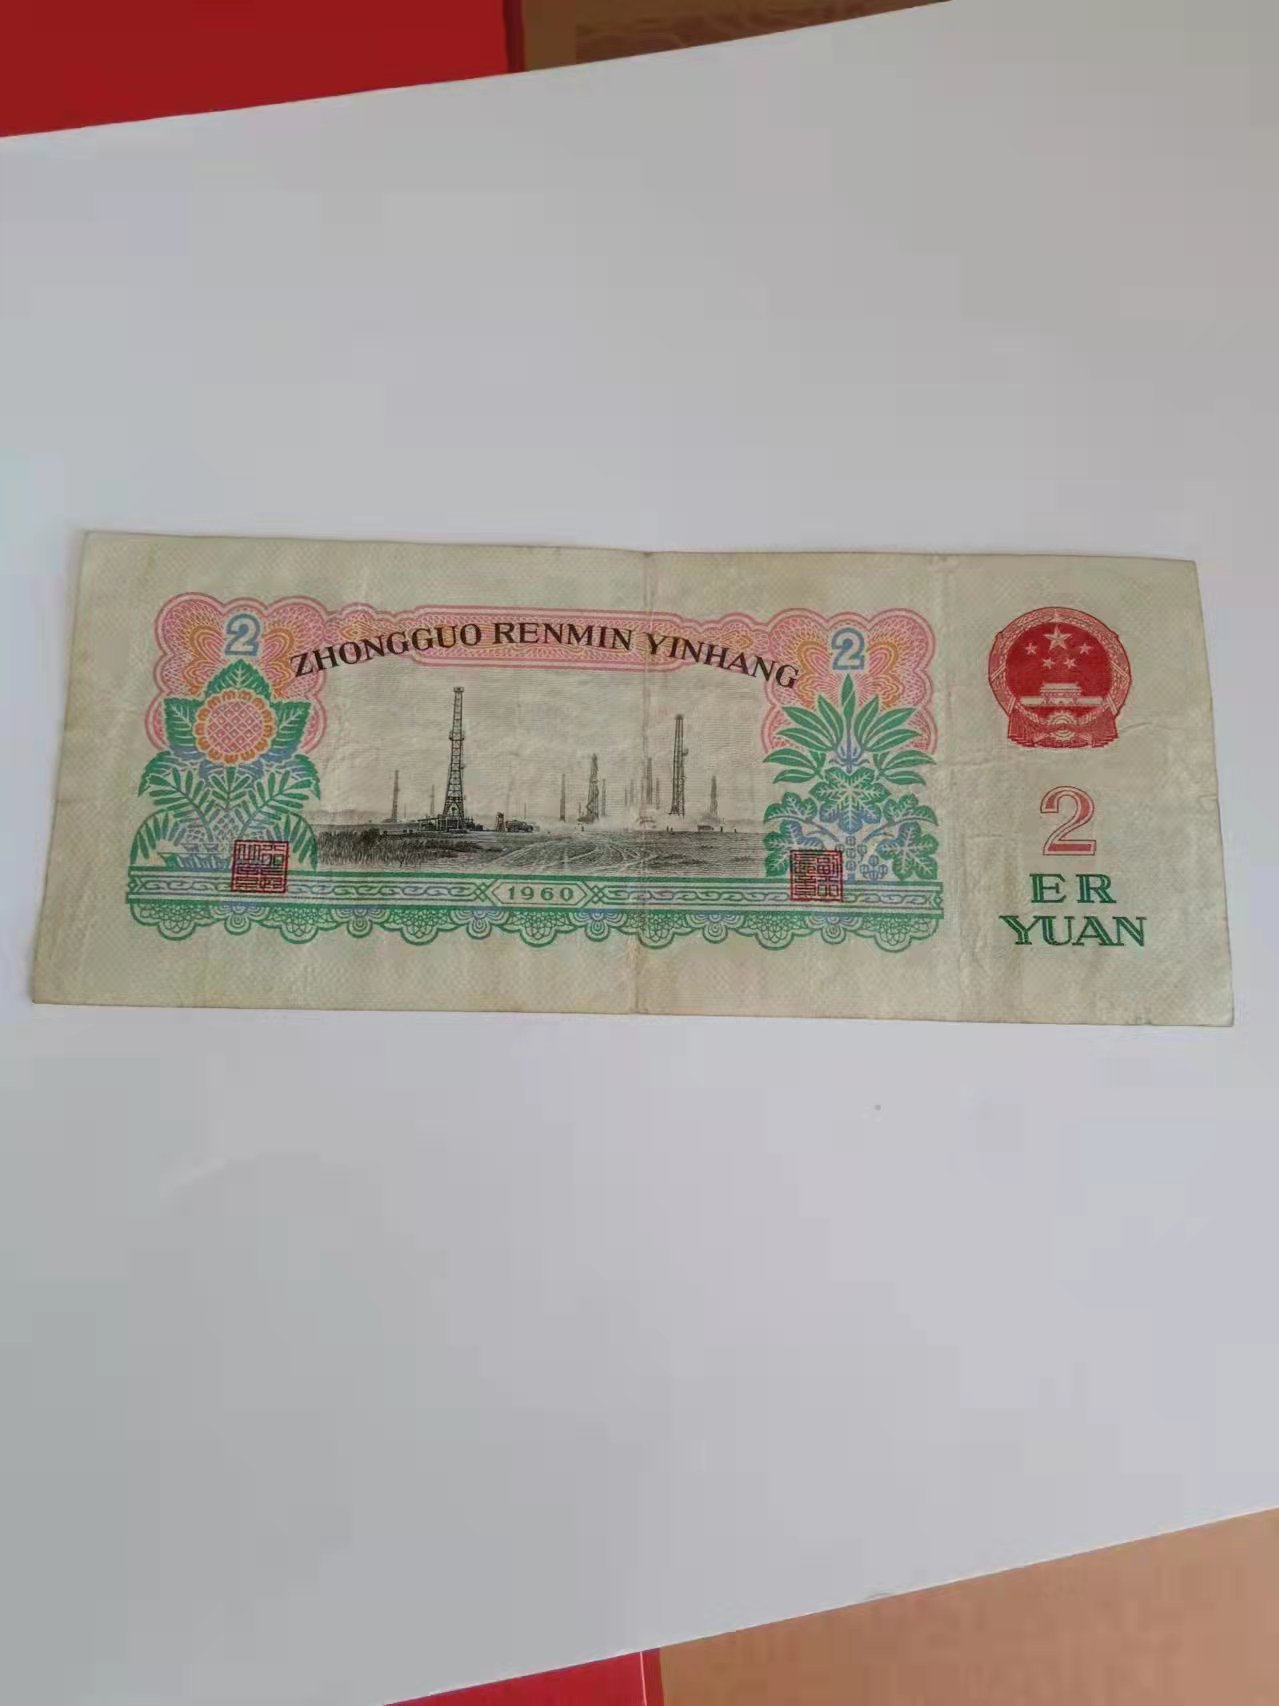 2
ZHONGGUO RENMIN YINHANG
2
1960
2
ER
YUAN